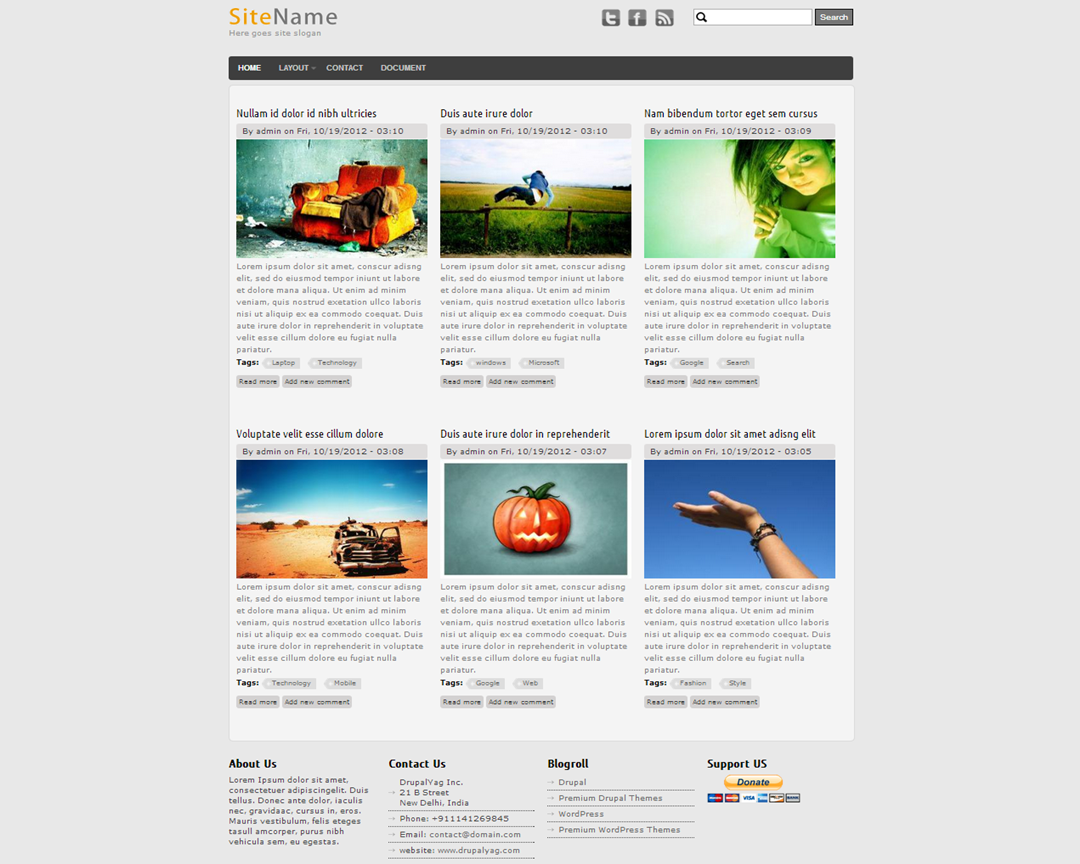 SiteName
Here goes site slogan
Search
HOME LAYOUT CONTACT DOCUMENT
Nullam id dolor id nibh ultricies
By admin on Fri, 10/19/2012 - 03:10
Lorem ipsum dolor sit amet, conscur adisng
elit, sed do eiusmod tempor iniunt ut labore
et dolore mana aliqua. Ut enim ad minim
veniam, quis nostrud exetation ullco laboris
nisi ut aliquip ex ea commodo coequat. Duis
aute irure dolor in reprehenderit in voluptate
velit esse cillum dolore eu fugiat nulla
pariatur.
Tags: Laptop Technology
Read more Add new comment
Duis aute irure dolor
By admin on Fri, 10/19/2012 - 03:10
Lorem ipsum dolor sit amet, conscur adisng
elit, sed do eiusmod tempor iniunt ut labore
et dolore mana aliqua. Ut enim ad minim
veniam, quis nostrud exetation ullco laboris
nisi ut aliquip ex ea commodo coequat. Duis
aute irure dolor in reprehenderit in voluptate
velit esse cillum dolore eu fugiat nulla
pariatur.
Tags: windows Microsoft
Read more Add new comment
Nam bibendum tortor eget sem cursus
By admin on Fri, 10/19/2012 - 03:09
Lorem ipsum dolor sit amet, conscur adisng
elit, sed do eiusmod tempor iniunt ut labore
et dolore mana aliqua. Ut enim ad minim
veniam, quis nostrud exetation ullco laboris
nisi ut aliquip ex ea commodo coequat. Duis
aute irure dolor in reprehenderit in voluptate
velit esse cillum dolore eu fugiat nulla
pariatur.
Tags: Google Search
Read more Add new comment
Voluptate velit esse cillum dolore
By admin on Fri, 10/19/2012 - 03:08
Lorem ipsum dolor sit amet, conscur adisng
elit, sed do eiusmod tempor iniunt ut labore
et dolore mana aliqua. Ut enim ad minim
veniam, quis nostrud exetation ullco laboris
nisi ut aliquip ex ea commodo coequat. Duis
aute irure dolor in reprehenderit in voluptate
velit esse cillum dolore eu fugiat nulla
pariatur.
Tags: Technology Mobile
Read more Add new comment
Duis aute irure dolor in reprehenderit
By admin on Fri, 10/19/2012 - 03:07
Lorem ipsum dolor sit amet, conscur adisng
elit, sed do eiusmod tempor iniunt ut labore
et dolore mana aliqua. Ut enim ad minim
veniam, quis nostrud exetation ullco laboris
nisi ut aliquip ex ea commodo coequat. Duis
aute irure dolor in reprehenderit in voluptate
velit esse cillum dolore eu fugiat nulla
pariatur.
Tags: Google Web
Read more Add new comment
Lorem ipsum dolor sit amet adisng elit
By admin on Fri, 10/19/2012 - 03:05
Lorem ipsum dolor sit amet, conscur adisng
elit, sed do eiusmod tempor iniunt ut labore
et dolore mana aliqua. Ut enim ad minim
veniam, quis nostrud exetation ullco laboris
nisi ut aliquip ex ea commodo coequat. Duis
aute irure dolor in reprehenderit in voluptate
velit esse cillum dolore eu fugiat nulla
pariatur.
Tags: Fashion Style
Read more Add new comment
About Us
Lorem Ipsum dolor sit amet,
consectetuer adipiscingelit. Duis
tellus. Donec ante dolor, iaculis
nec, gravidaac, cursus in, eros.
Mauris vestibulum, felis eteges
tasull amcorper, purus nibh
vehicula sem, eu egestas.
Contact Us
DrupalYag Inc.
21 B Street
New Delhi, India
Phone: +911141269845
Email: contact@domain.com
website: www.drupalyag.com
Blogroll
Drupal
Premium Drupal Themes
WordPress
Premium WordPress Themes
Support US
Donate
VISA